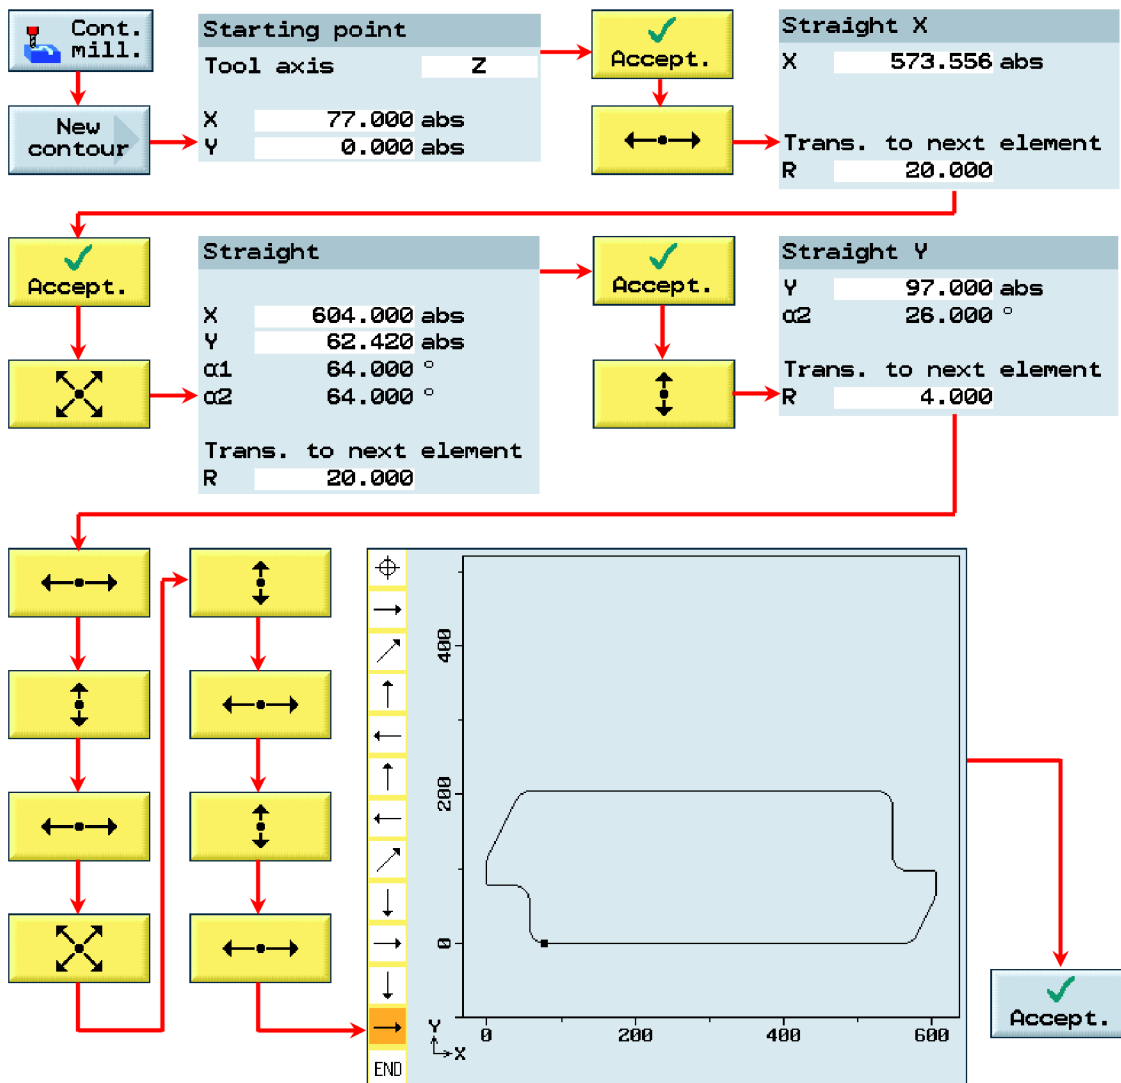 Cont.
mill.
New
contour
Starting point
Tool axis Z
X 77.000 abs
Y 0.000 abs
Accept.
Straight X
X 573.556 abs
Trans. to next element
R 20.000
Accept.
Straight
X 604.000 abs
Y 62.420 abs
α1 64.000 °
α2 64.000 °
Trans. to next element
R 20.000
Accept.
Straight Y
Y 97.000 abs
α2 26.000 °
Trans. to next element
R 4.000
400
200
0
Y
X
0 200 400 600
END
Accept.